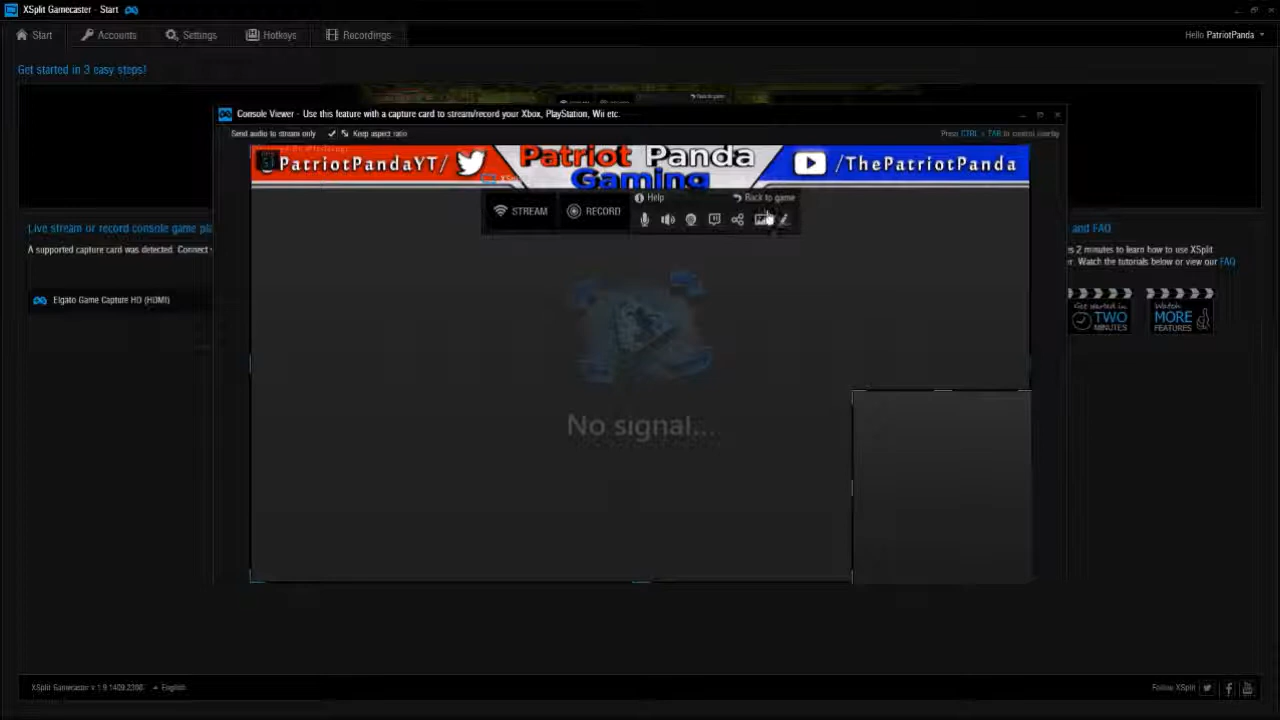 XSplit Gamecaster - Start
Start Accounts Settings Hotkeys Recordings
Hello PatriotPanda
Get started in 3 easy steps!
Console Viewer - Use this feature with a capture card to stream/record your Xbox, PlayStation, Wii etc.
Send audio to stream only Keep aspect ratio
Press CTRL + TAB to control overlay
PatriotPandaYT/ Patriot Panda /ThePatriotPanda
Gaming
Help Back to game
STREAM RECORD
Live stream or record console game
and FAQ
A supported capture card was detected. Connect
2 minutes to learn how to use XSplit
Watch the tutorials below or view our FAQ
Elgato Game Capture HD (HDMI)
Get started in
TWO
MINUTES
Watch
MORE
FEATURES
No signal...
XSplit Gamecaster English
Follow XSplit